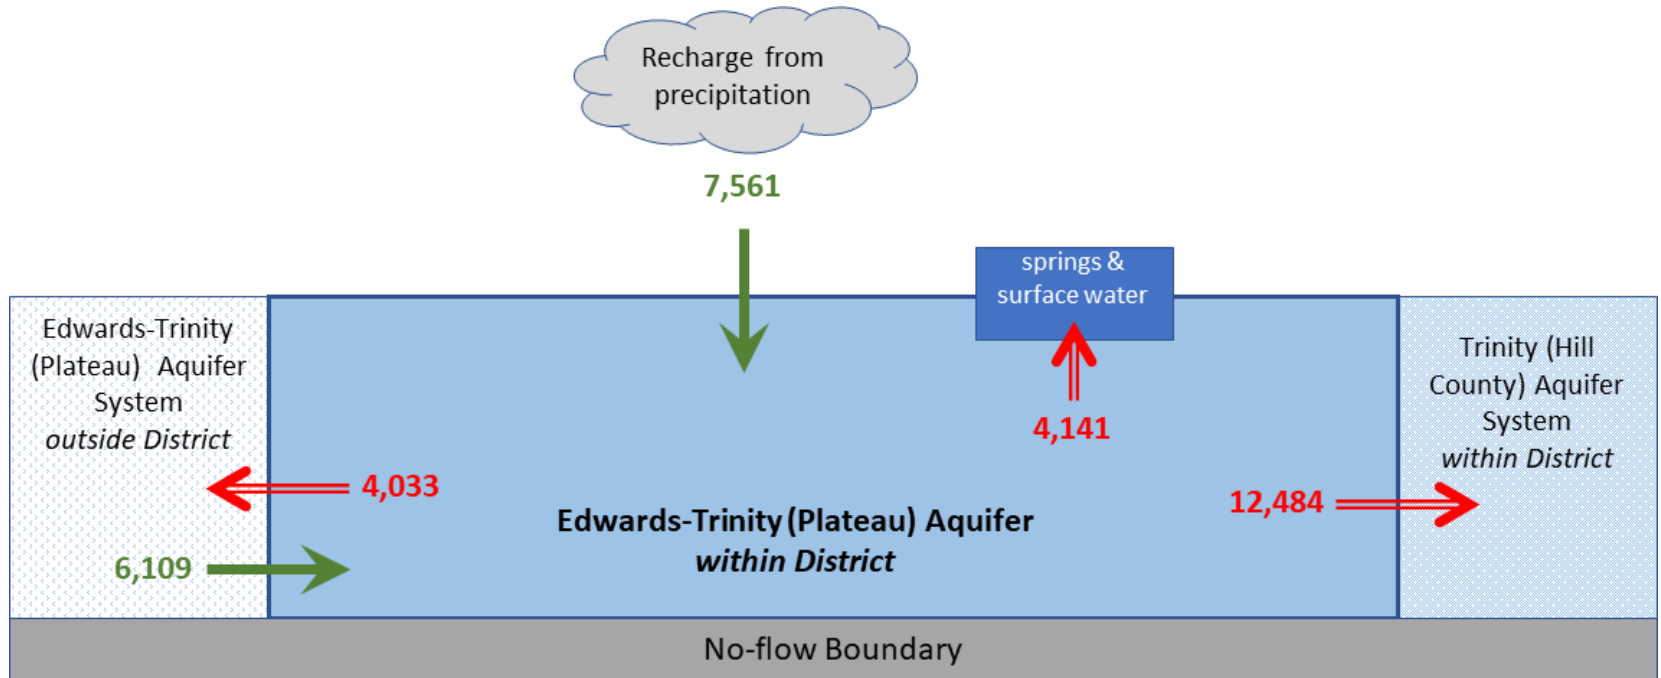 Recharge from
precipitation
7,561
springs &
surface water
4,141
Edwards-Trinity
(Plateau) Aquifer
System
outside District
4,033
6,109
Edwards-Trinity (Plateau) Aquifer
within District
12,484
Trinity (Hill
County) Aquifer
System
within District
No-flow Boundary